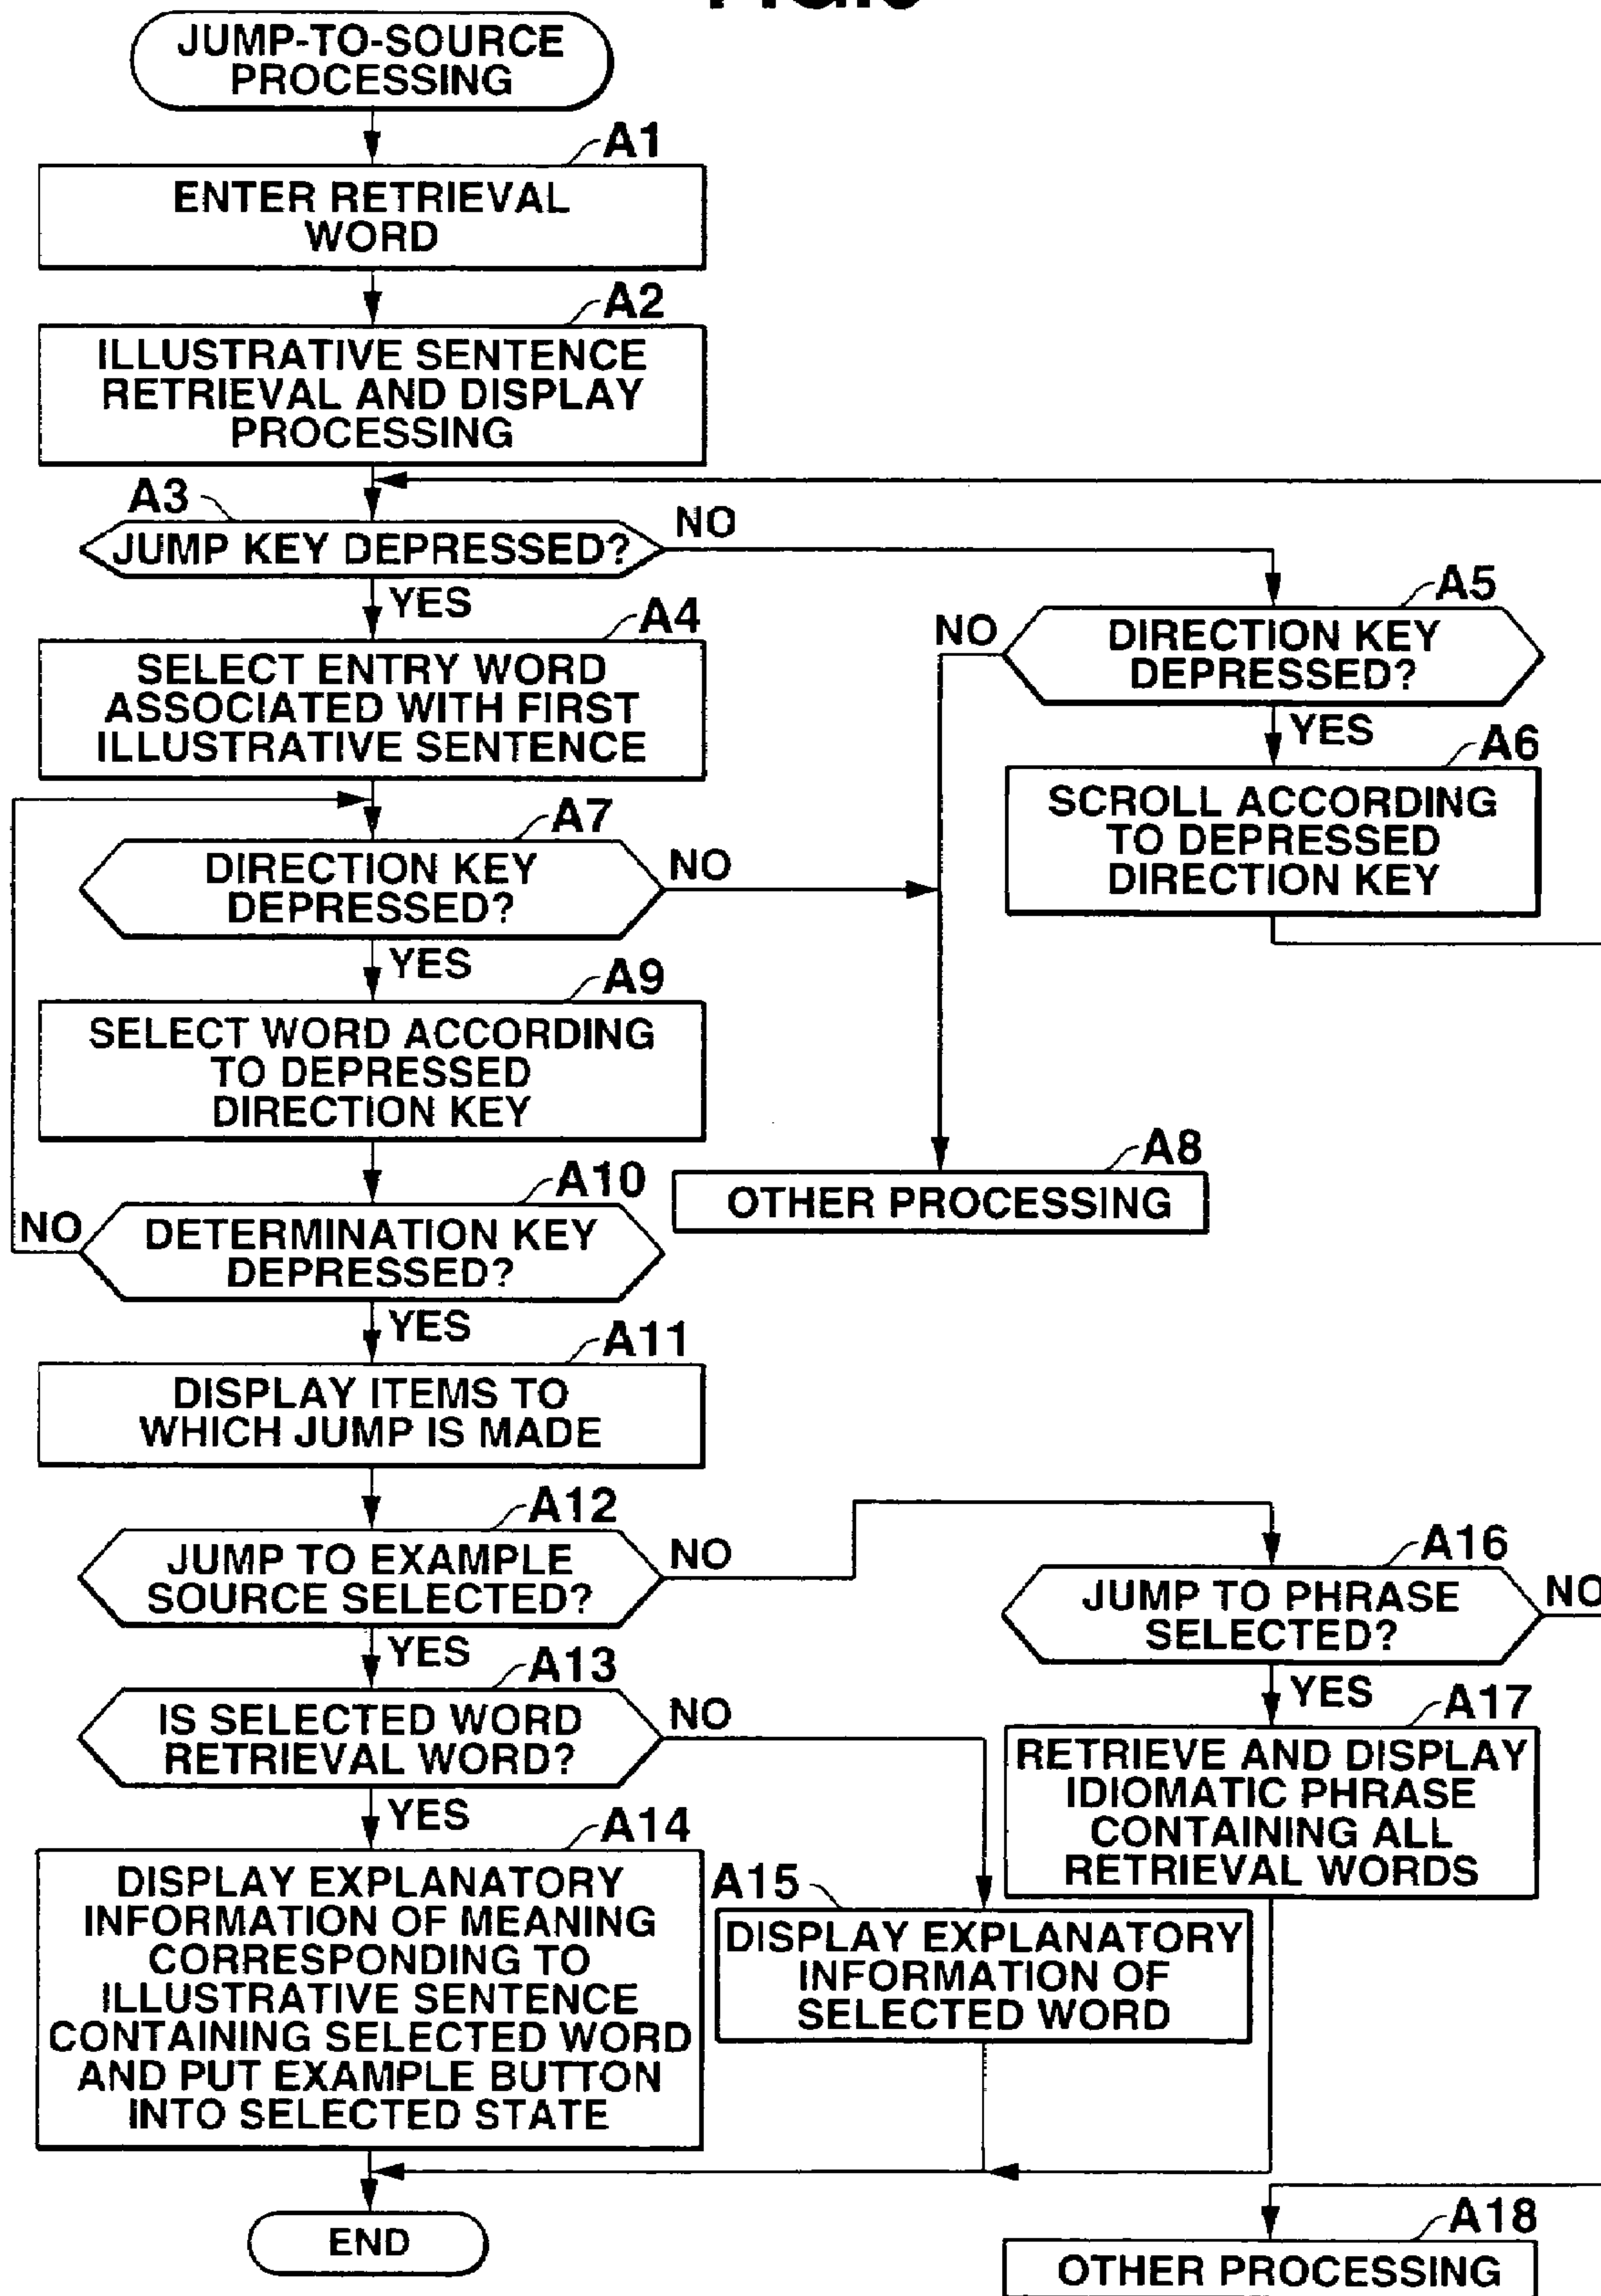 JUMP-TO-SOURCE
PROCESSING
A1
ENTER RETRIEVAL
WORD
A2
ILLUSTRATIVE SENTENCE
RETRIEVAL AND DISPLAY
PROCESSING
A3
JUMP KEY DEPRESSED?
NO
YES
A4
SELECT ENTRY WORD
ASSOCIATED WITH FIRST
ILLUSTRATIVE SENTENCE
A5
NO
DIRECTION KEY
DEPRESSED?
YES
A6
SCROLL ACCORDING
TO DEPRESSED
DIRECTION KEY
A7
DIRECTION KEY
DEPRESSED?
NO
YES
A9
SELECT WORD ACCORDING
TO DEPRESSED
DIRECTION KEY
A8
OTHER PROCESSING
A10
NO
DETERMINATION KEY
DEPRESSED?
YES
A11
DISPLAY ITEMS TO
WHICH JUMP IS MADE
A12
JUMP TO EXAMPLE
SOURCE SELECTED?
NO
YES
A16
JUMP TO PHRASE
SELECTED?
NO
YES
A13
IS SELECTED WORD
RETRIEVAL WORD?
NO
YES
A17
RETRIEVE AND DISPLAY
IDIOMATIC PHRASE
CONTAINING ALL
RETRIEVAL WORDS
A14
DISPLAY EXPLANATORY
INFORMATION OF MEANING
CORRESPONDING TO
ILLUSTRATIVE SENTENCE
CONTAINING SELECTED WORD
AND PUT EXAMPLE BUTTON
INTO SELECTED STATE
A15
DISPLAY EXPLANATORY
INFORMATION OF
SELECTED WORD
END
A18
OTHER PROCESSING